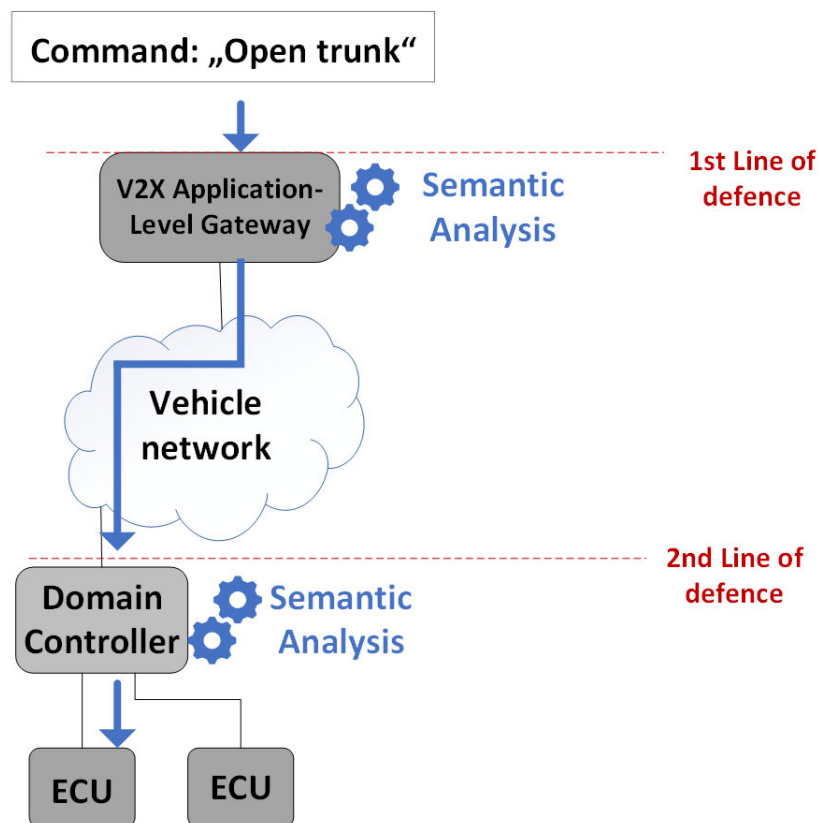 Command: „Open trunk“
1st Line of
defence
V2X Application-
Level Gateway
Semantic
Analysis
Vehicle
network
2nd Line of
defence
Domain
Controller
Semantic
Analysis
ECU
ECU